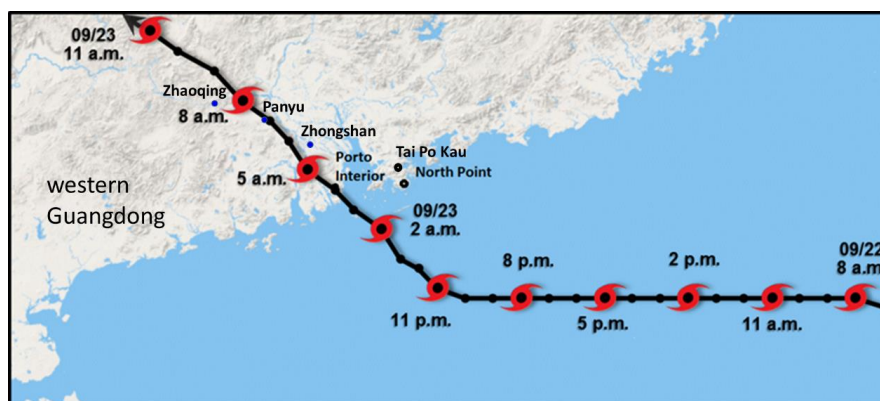 09/23
11 a.m.
Zhaoqing
8 a.m.
Panyu
Zhongshan
5 a.m.
Porto
Interior
Tai Po Kau
North Point
western
Guangdong
09/23
2 a.m.
11 p.m.
8 p.m.
5 p.m.
2 p.m.
11 a.m.
09/22
8 a.m.